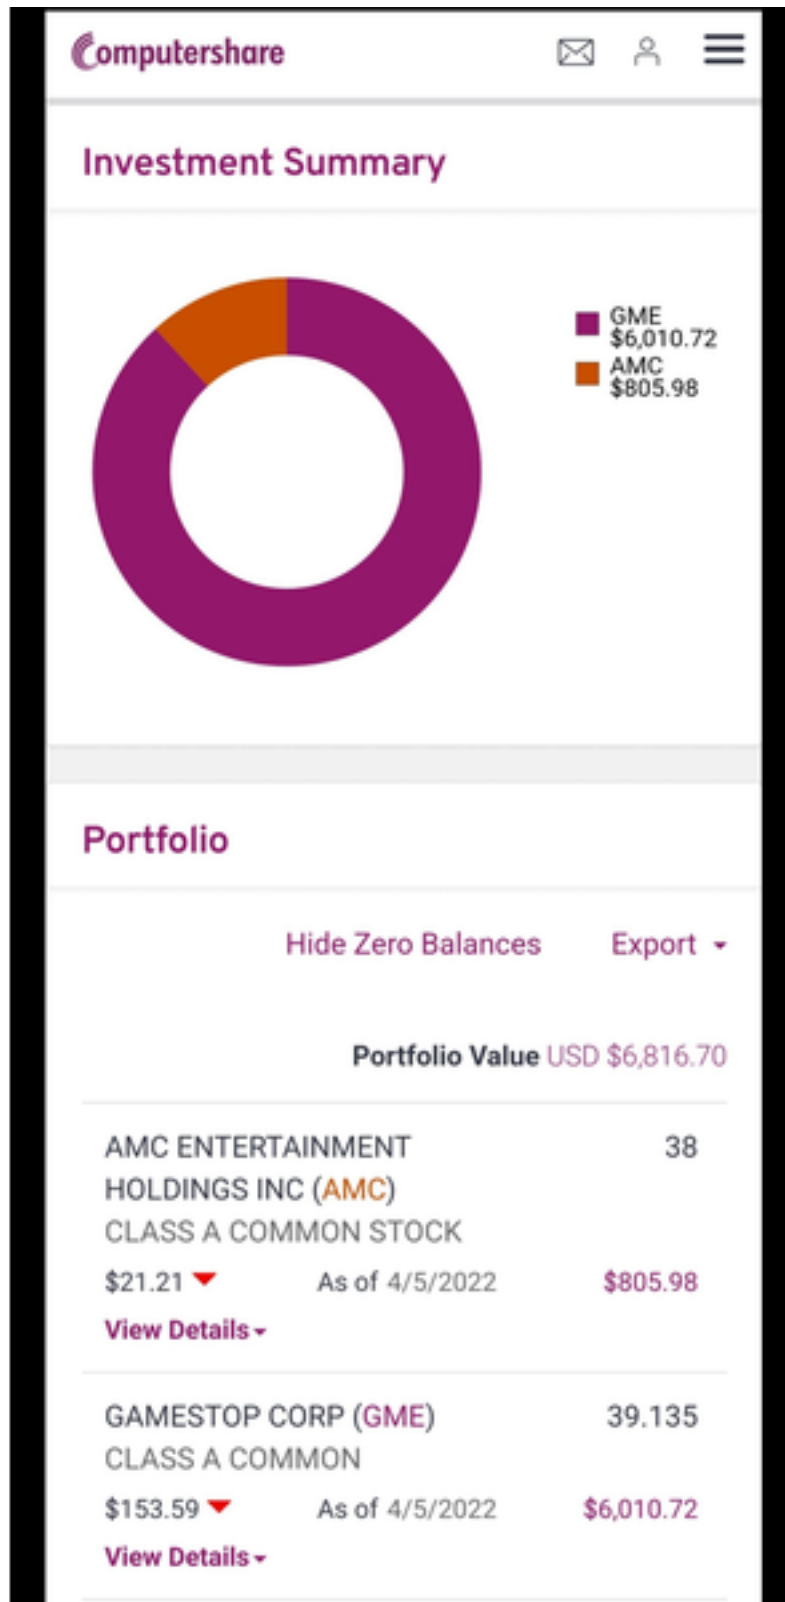 Computershare
Investment Summary
GME
$6,010.72
AMC
$805.98
Portfolio
Hide Zero Balances Export
Portfolio Value USD $6,816.70
AMC ENTERTAINMENT 38
HOLDINGS INC (AMC)
CLASS A COMMON STOCK
$21.21 As of 4/5/2022 $805.98
View Details
GAMESTOP CORP (GME) 39.135
CLASS A COMMON
$153.59 As of 4/5/2022 $6,010.72
View Details